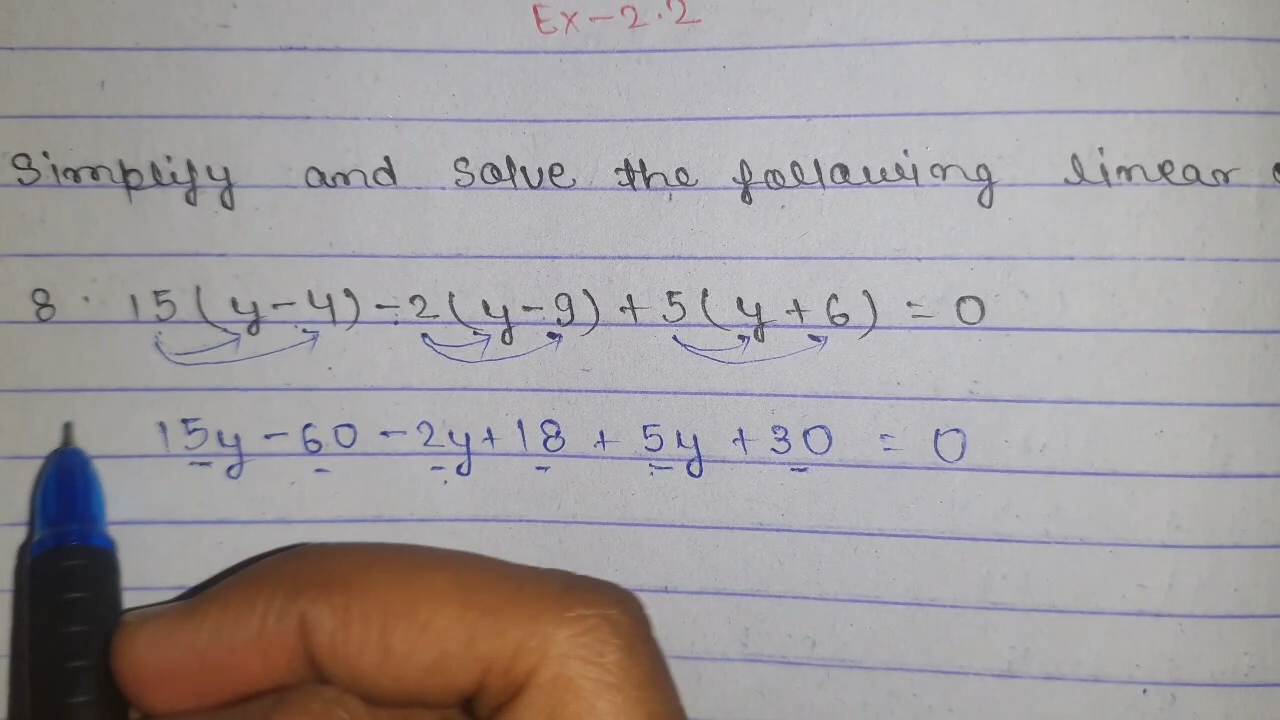 Ex-2.2
Simplify and solve the following linear
8. 15(y-4)-2(y-9)+5(y+6) = 0
15y-60-2y+18+5y+30 = 0